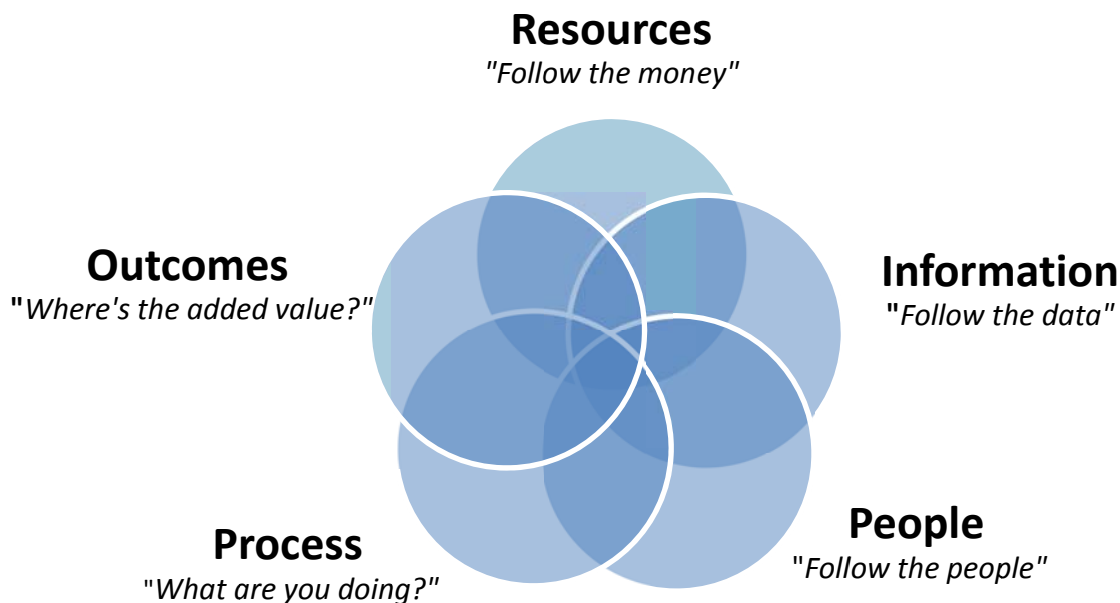 Resources
"Follow the money"
Outcomes
"Where's the added value?"
Information
"Follow the data"
People
"Follow the people"
Process
"What are you doing?"